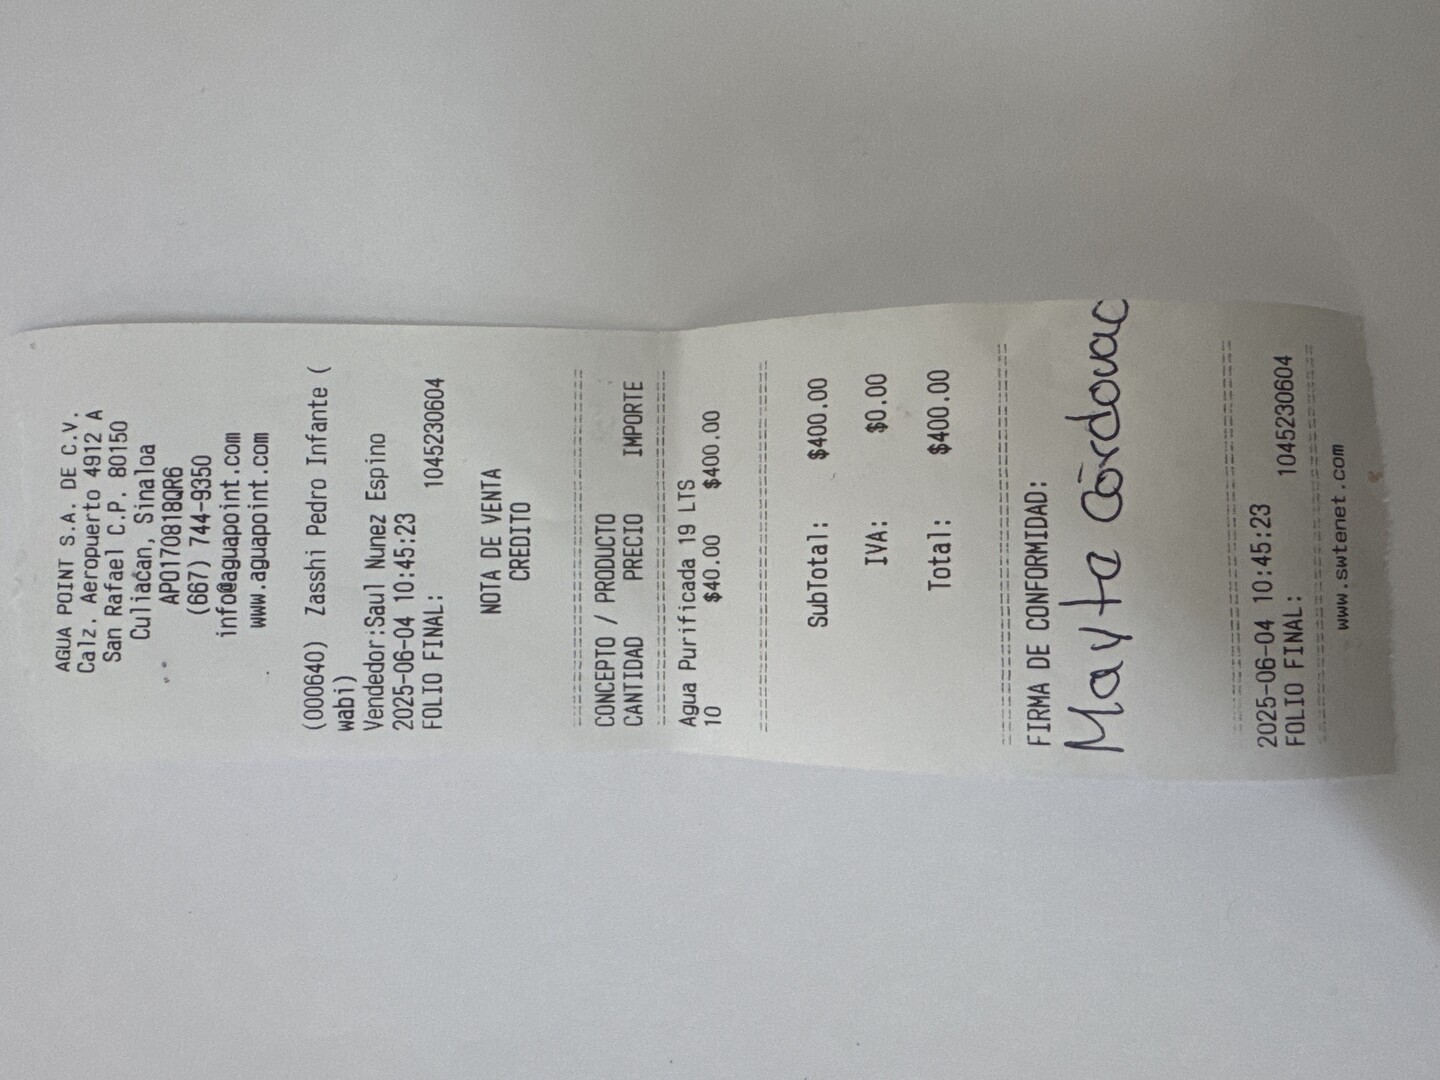 AGUA POINT S.A. DE C.V.
Calz. Aeropuerto 4912 A
San Rafael C.P. 80150
Culiacan, Sinaloa
APO170818QR6
(667) 744-9350
info@aguapoint.com
www.aguapoint.com
(000640) Zasshi Pedro Infante (
wabi)
Vendedor:Saul Nunez Espino
2025-06-04 10:45:23
FOLIO FINAL: 1045230604
NOTA DE VENTA
CREDITO
CONCEPTO / PRODUCTO
CANTIDAD PRECIO IMPORTE
Agua Purificada 19 LTS
10 $40.00 $400.00
SubTotal: $400.00
IVA: $0.00
Total: $400.00
FIRMA DE CONFORMIDAD:
Mayta Córdovac
2025-06-04 10:45:23
FOLIO FINAL: 1045230604
www.swtenet.com